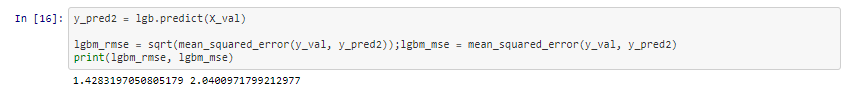 In [16]: y_pred2 = lgb.predict(X_val)
lgbm_rmse = sqrt(mean_squared_error(y_val, y_pred2));lgbm_mse = mean_squared_error(y_val, y_pred2)
print(lgbm_rmse, lgbm_mse)
1.4283197050805179 2.0400971799212977